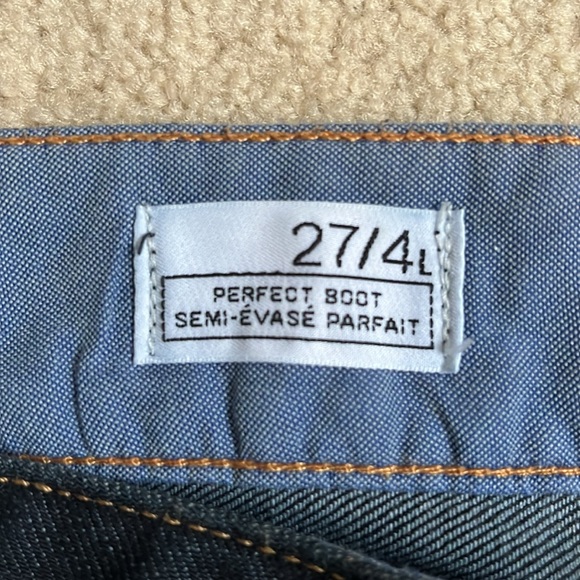 27/4L
PERFECT BOOT
SEMI-ÉVASÉ PARFAIT